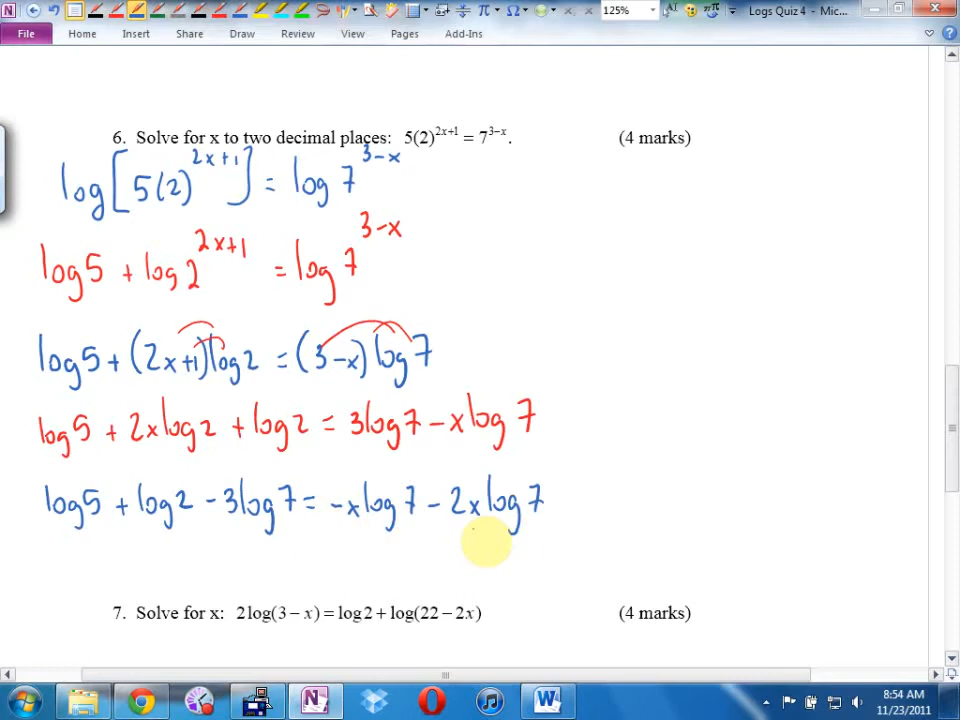 125%
Logs Quiz 4 - Mic...
File Home Insert Share Draw Review View Pages Add-Ins
6. Solve for x to two decimal places: 5(2)^{2x+1} = 7^{3-x}. (4 marks)
log[5(2)^{2x+1}] = log 7^{3-x}
log5 + log2^{2x+1} = log 7^{3-x}
log5 + (2x+1)log2 = (3-x)log7
log5 + 2xlog2 + log2 = 3log7 - xlog7
log5 + log2 - 3log7 = -xlog7 - 2xlog7
7. Solve for x: 2log(3 − x) = log2 + log(22 − 2x) (4 marks)
8:54 AM
11/23/2011